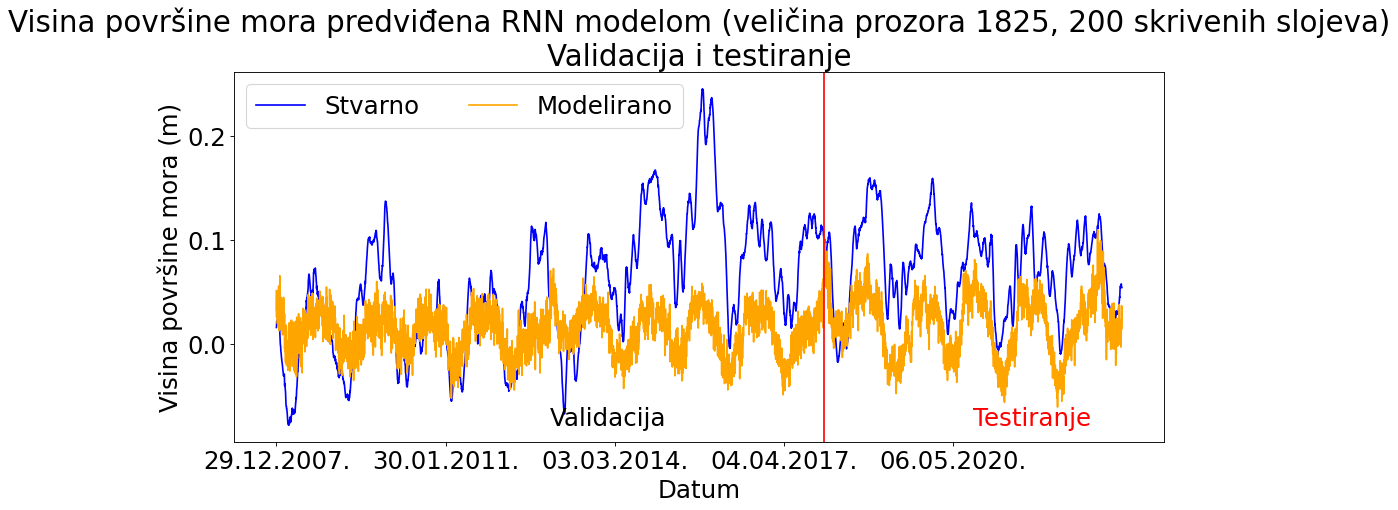 Visina površine mora predviđena RNN modelom (veličina prozora 1825, 200 skrivenih slojeva)
Validacija i testiranje
Stvarno
Modelirano
Visina površine mora (m)
0.2
0.1
0.0
Validacija
Testiranje
29.12.2007.
30.01.2011.
03.03.2014.
04.04.2017.
06.05.2020.
Datum